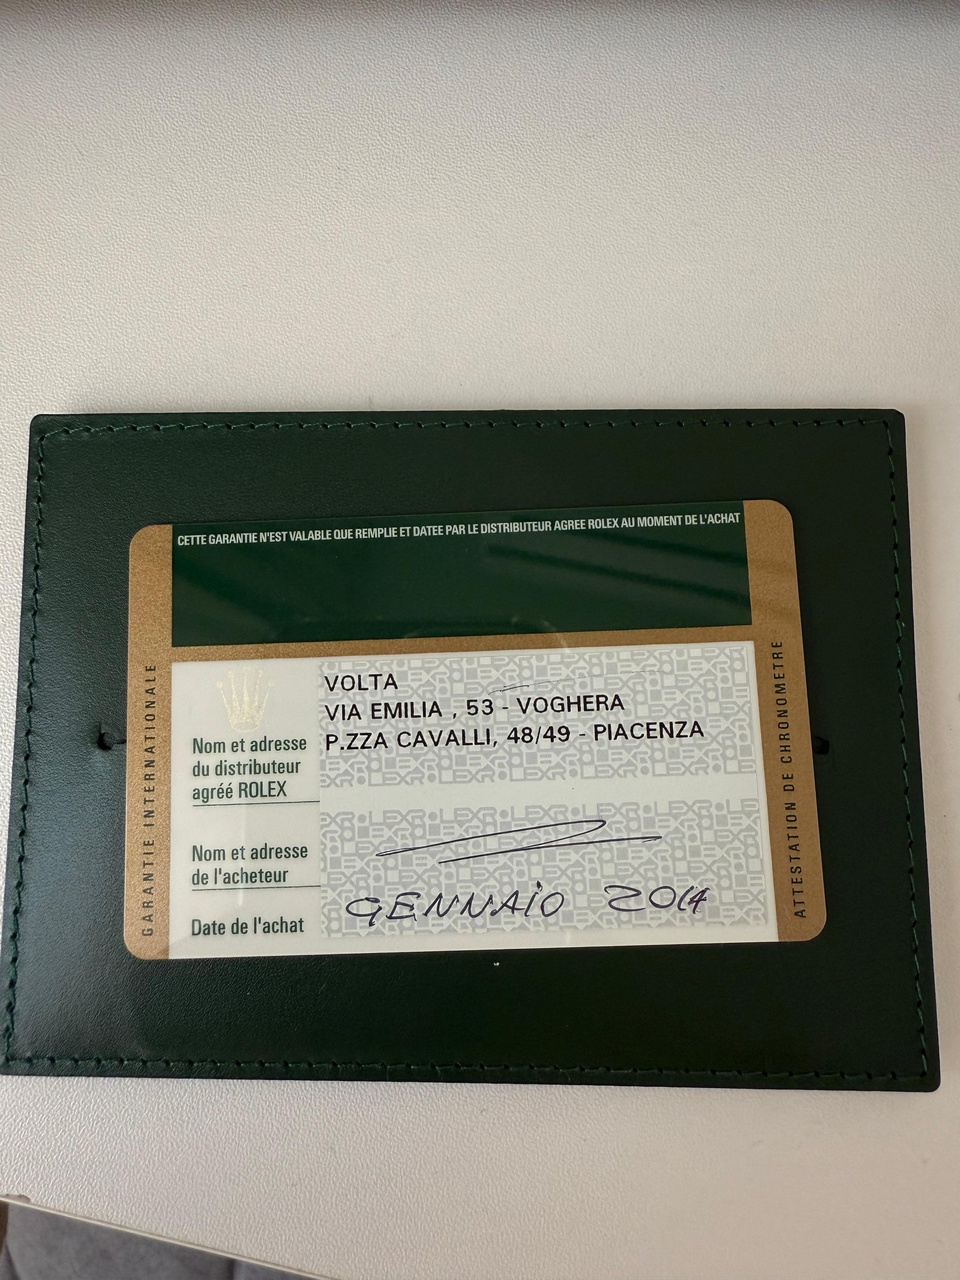 CETTE GARANTIE N'EST VALABLE QUE REMPLIE ET DATEE PAR LE DISTRIBUTEUR AGREE ROLEX AU MOMENT DE L'ACHAT
GARANTIE INTERNATIONALE
VOLTA
VIA EMILIA , 53 - VOGHERA
P.ZZA CAVALLI, 48/49 - PIACENZA
Nom et adresse
du distributeur
agréé ROLEX
Nom et adresse
de l'acheteur
Date de l'achat
GENNAIO 2014
ATTESTATION DE CHRONOMETRE